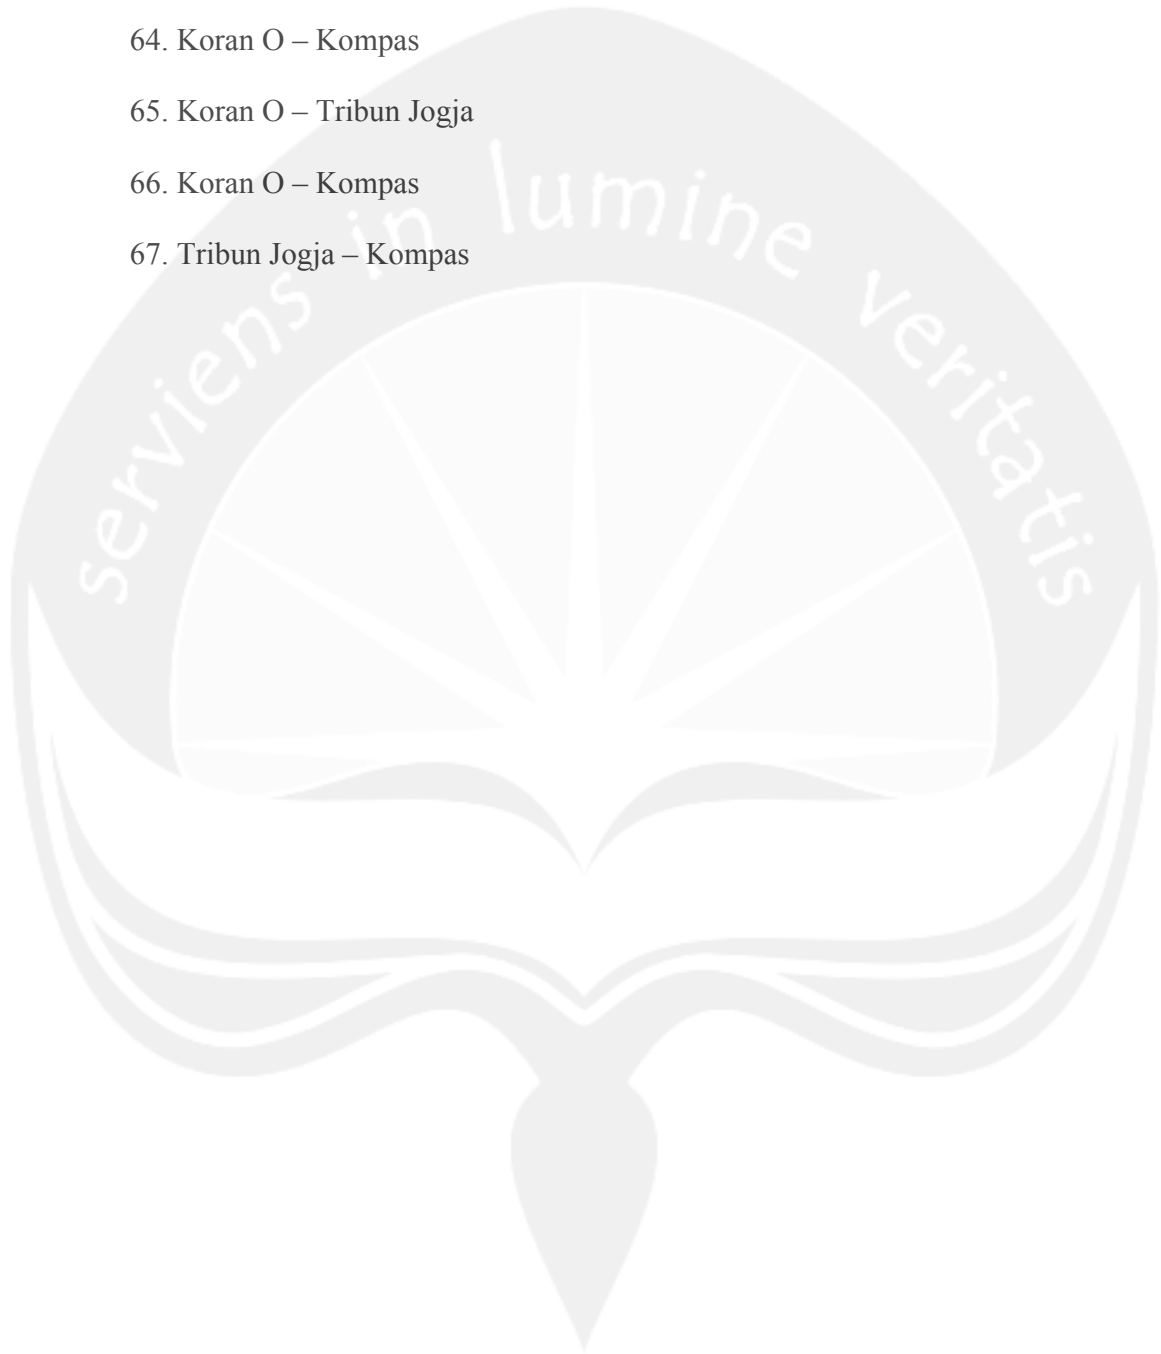 64. Koran O – Kompas
65. Koran O – Tribun Jogja
66. Koran O – Kompas
67. Tribun Jogja – Kompas
serviens in lumine veritatis